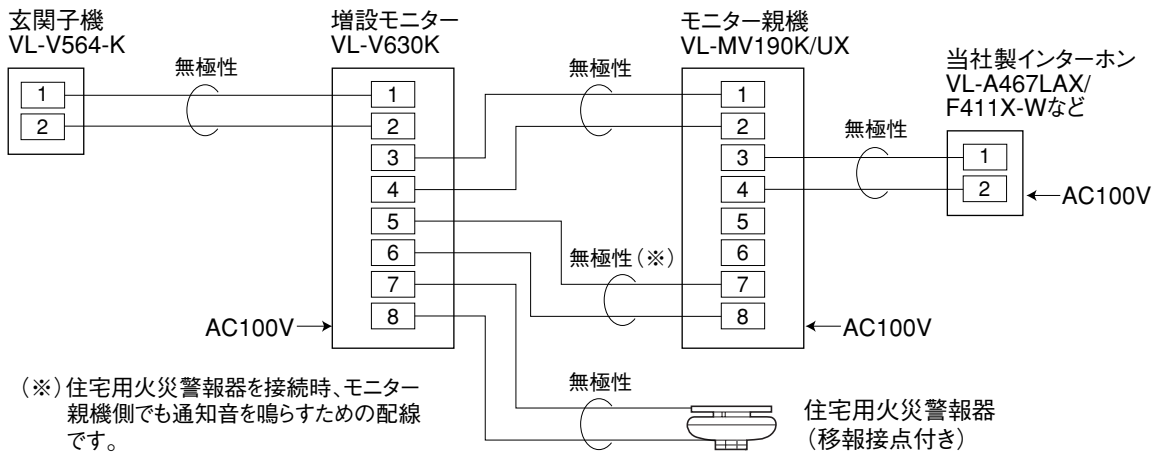 玄関子機
VL-V564-K
1
2
無極性
増設モニター
VL-V630K
1
2
3
4
5
6
7
8
AC100V
無極性
無極性（※）
モニター親機
VL-MV190K/UX
1
2
3
4
5
6
7
8
AC100V
無極性
当社製インターホン
VL-A467LAX/
F411X-Wなど
1
2
AC100V
（※）住宅用火災警報器を接続時、モニター
親機側でも通知音を鳴らすための配線
です。
無極性
住宅用火災警報器
（移報接点付き）